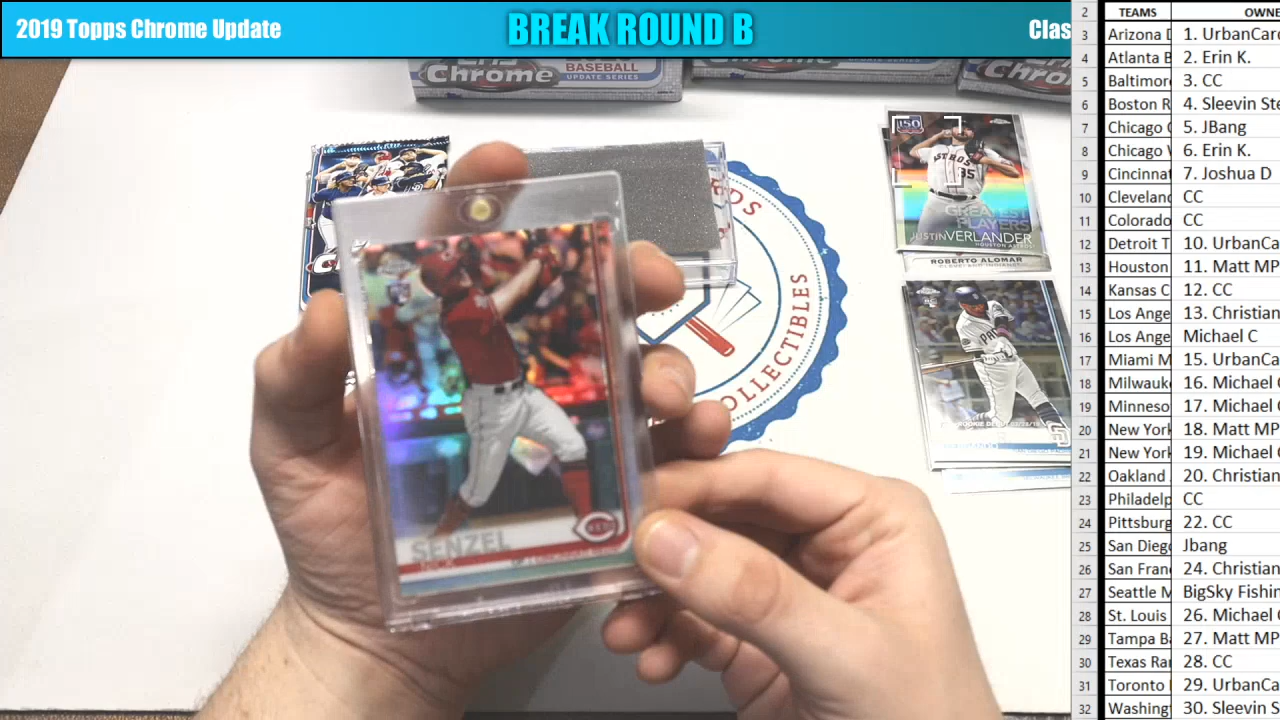 2019 Topps Chrome Update
BREAK ROUND B
Clas
Chrome
BASEBALL
UPDATE SERIES
150
ASTROS
35
GREATEST
PLAYERS
JUSTIN VERLANDER
HOUSTON ASTROS
ROBERTO ALOMAR
SENZEL
NICK
COLLECTIBLES
2 TEAMS OWNE
3 Arizona D 1. UrbanCard
4 Atlanta B 2. Erin K.
5 Baltimore 3. CC
6 Boston R 4. Sleevin Ste
7 Chicago C 5. JBang
8 Chicago W 6. Erin K.
9 Cincinnat 7. Joshua D
10 Cleveland CC
11 Colorado CC
12 Detroit T 10. UrbanCa
13 Houston 11. Matt MP
14 Kansas C 12. CC
15 Los Ange 13. Christian
16 Los Ange Michael C
17 Miami M 15. UrbanCa
18 Milwauk 16. Michael C
19 Minneso 17. Michael C
20 New York 18. Matt MP
21 New York 19. Michael C
22 Oakland 20. Christian
23 Philadelp CC
24 Pittsburg 22. CC
25 San Dieg Jbang
26 San Fran 24. Christian
27 Seattle M BigSky Fishin
28 St. Louis 26. Michael C
29 Tampa Ba 27. Matt MP
30 Texas Ran 28. CC
31 Toronto 29. UrbanCa
32 Washing 30. Sleevin S